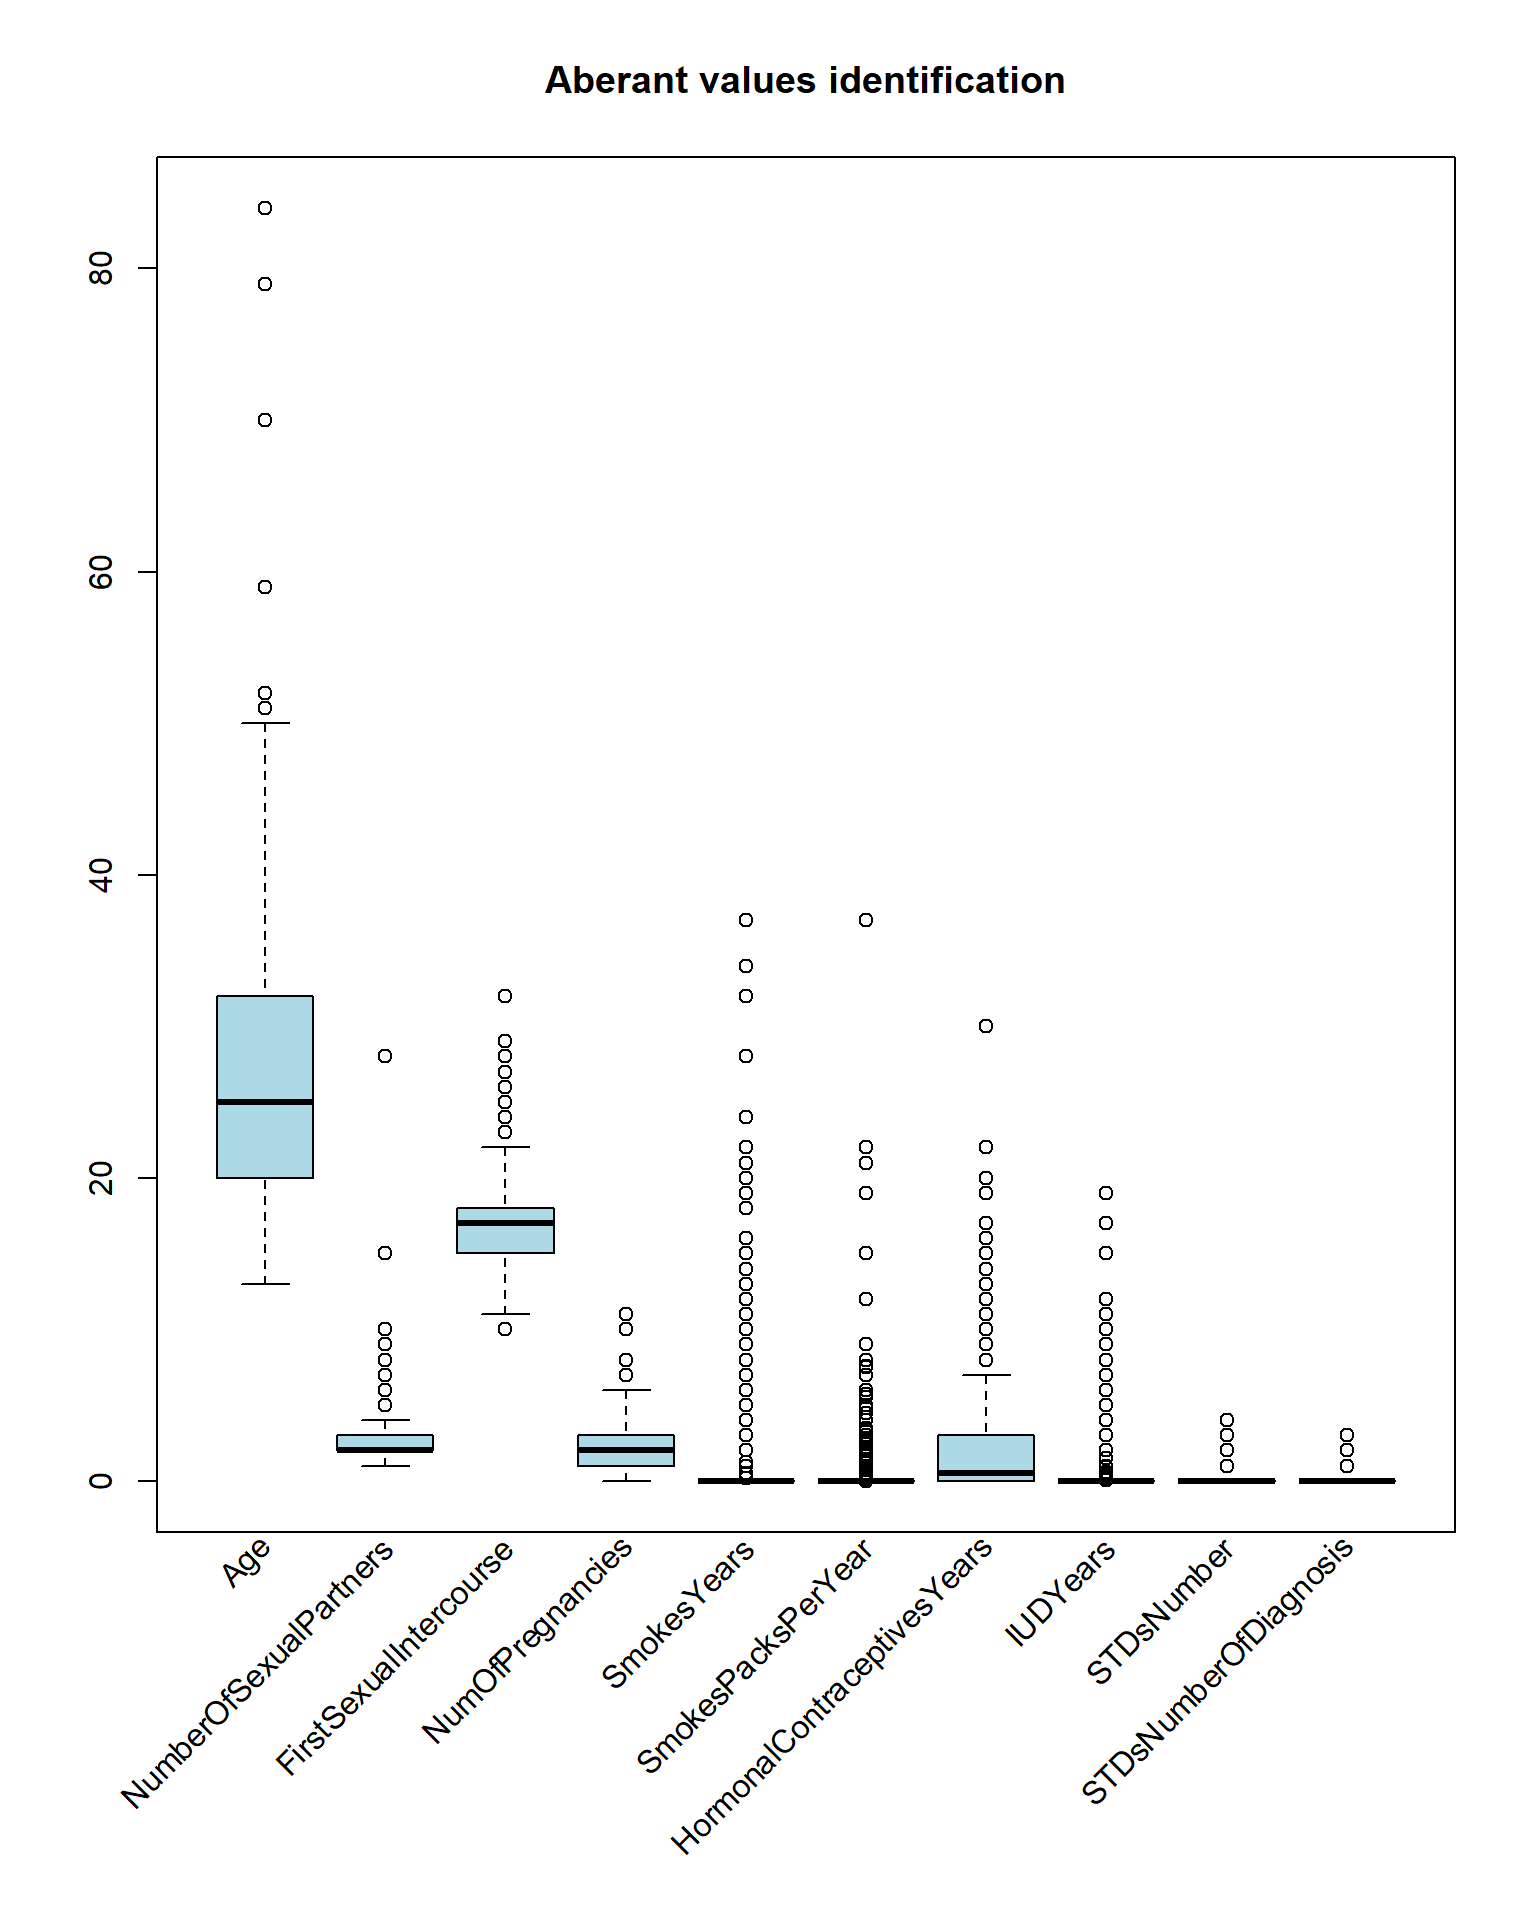 Aberant values identification
80
60
40
20
0
Age
NumberOfSexualPartners
FirstSexualIntercourse
NumOfPregnancies
SmokesYears
SmokesPacksPerYear
HormonalContraceptivesYears
IUDYears
STDsNumber
STDsNumberOfDiagnosis